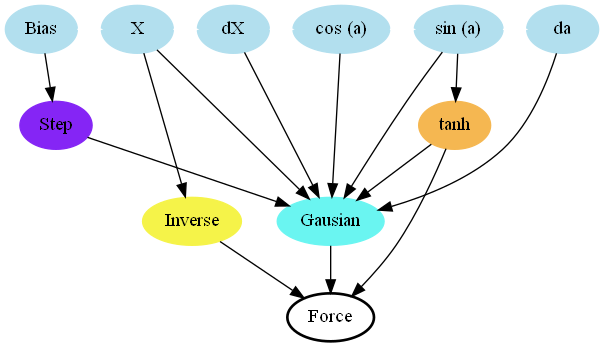 Bias
X
dX
cos (a)
sin (a)
da
Step
tanh
Inverse
Gausian
Force